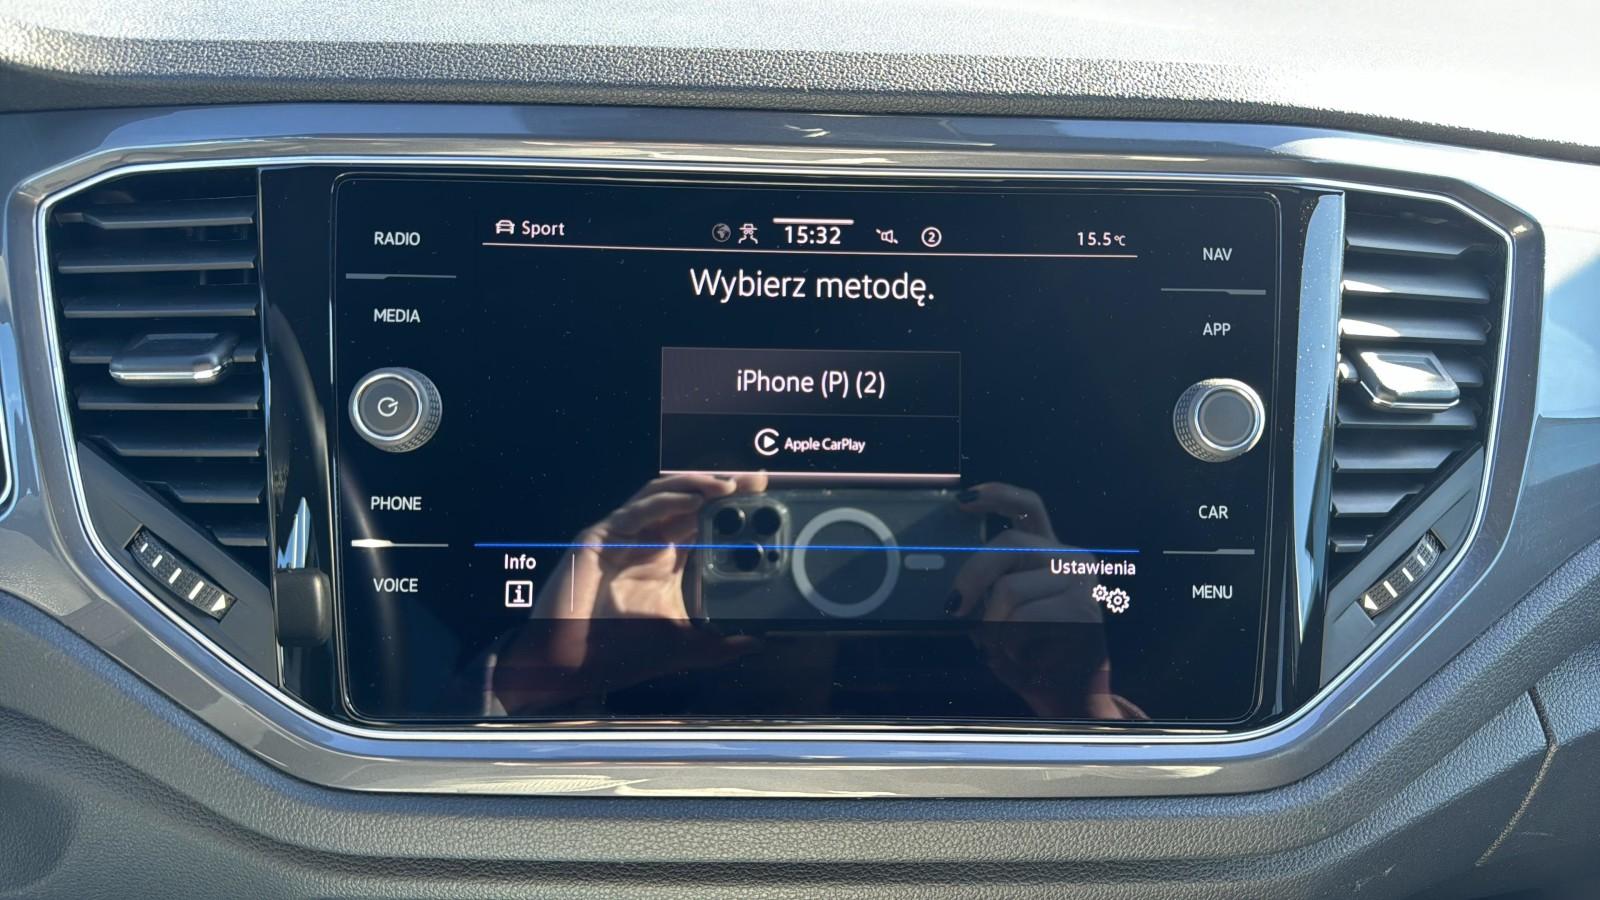 RADIO
MEDIA
PHONE
VOICE
Sport
15:32
2
15.5°C
Wybierz metodę.
iPhone (P) (2)
Apple CarPlay
Info
i
Ustawienia
NAV
APP
CAR
MENU